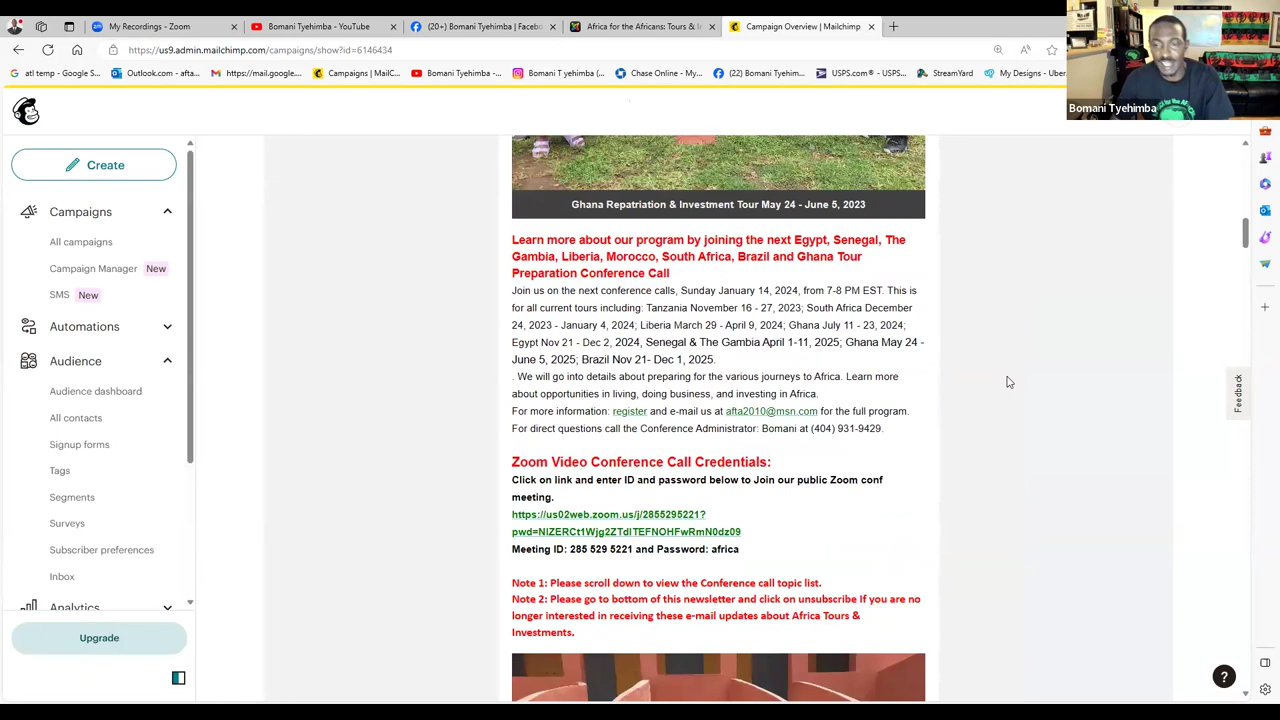 My Recordings - Zoom
Bomani Tyehimba - YouTube
(20+) Bomani Tyehimba | Facebo
Africa for the Africans: Tours & I
Campaign Overview | Mailchimp
https://us9.admin.mailchimp.com/campaigns/show?id=6146434
atl temp - Google S...
Outlook.com - afta...
https://mail.google...
Campaigns | MailC...
Bomani Tyehimba -...
Bomani T yehimba (...
Chase Online - My...
(22) Bomani Tyehim...
USPS.com® - USPS...
StreamYard
My Designs - Uber
Bomani Tyehimba
Create
Campaigns
All campaigns
Campaign Manager New
SMS New
Automations
Audience
Audience dashboard
All contacts
Signup forms
Tags
Segments
Surveys
Subscriber preferences
Inbox
Analytics
Upgrade
Ghana Repatriation & Investment Tour May 24 - June 5, 2023
Learn more about our program by joining the next Egypt, Senegal, The
Gambia, Liberia, Morocco, South Africa, Brazil and Ghana Tour
Preparation Conference Call
Join us on the next conference calls, Sunday January 14, 2024, from 7-8 PM EST. This is
for all current tours including: Tanzania November 16 - 27, 2023; South Africa December
24, 2023 - January 4, 2024; Liberia March 29 - April 9, 2024; Ghana July 11 - 23, 2024;
Egypt Nov 21 - Dec 2, 2024, Senegal & The Gambia April 1-11, 2025; Ghana May 24 -
June 5, 2025; Brazil Nov 21- Dec 1, 2025.
. We will go into details about preparing for the various journeys to Africa. Learn more
about opportunities in living, doing business, and investing in Africa.
For more information: register and e-mail us at afta2010@msn.com for the full program.
For direct questions call the Conference Administrator: Bomani at (404) 931-9429.
Zoom Video Conference Call Credentials:
Click on link and enter ID and password below to Join our public Zoom conf
meeting.
https://us02web.zoom.us/j/2855295221?
pwd=NIZERCt1Wjg2ZTdITEFNOHFwRmN0dz09
Meeting ID: 285 529 5221 and Password: africa
Note 1: Please scroll down to view the Conference call topic list.
Note 2: Please go to bottom of this newsletter and click on unsubscribe If you are no
longer interested in receiving these e-mail updates about Africa Tours &
Investments.
Feedback
?